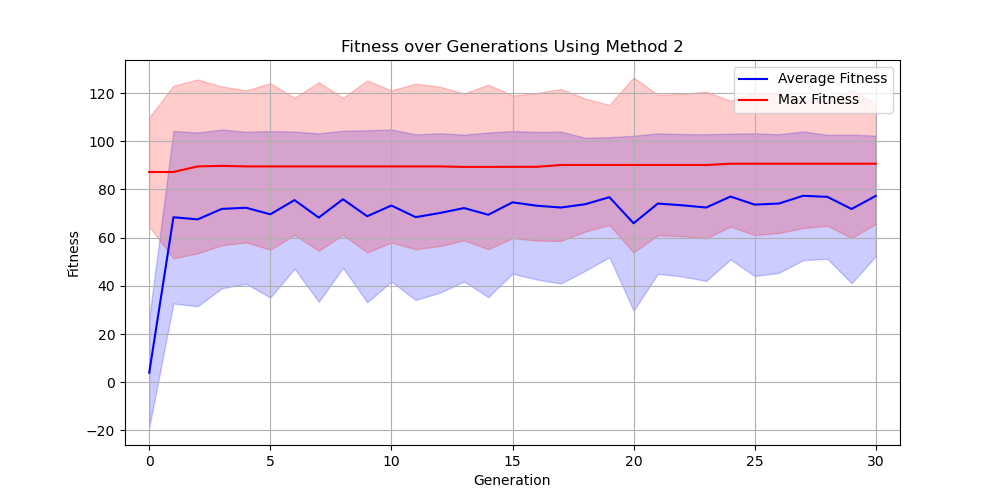 Fitness over Generations Using Method 2
Average Fitness
Max Fitness
Fitness
120
100
80
60
40
20
0
−20
0 5 10 15 20 25 30
Generation